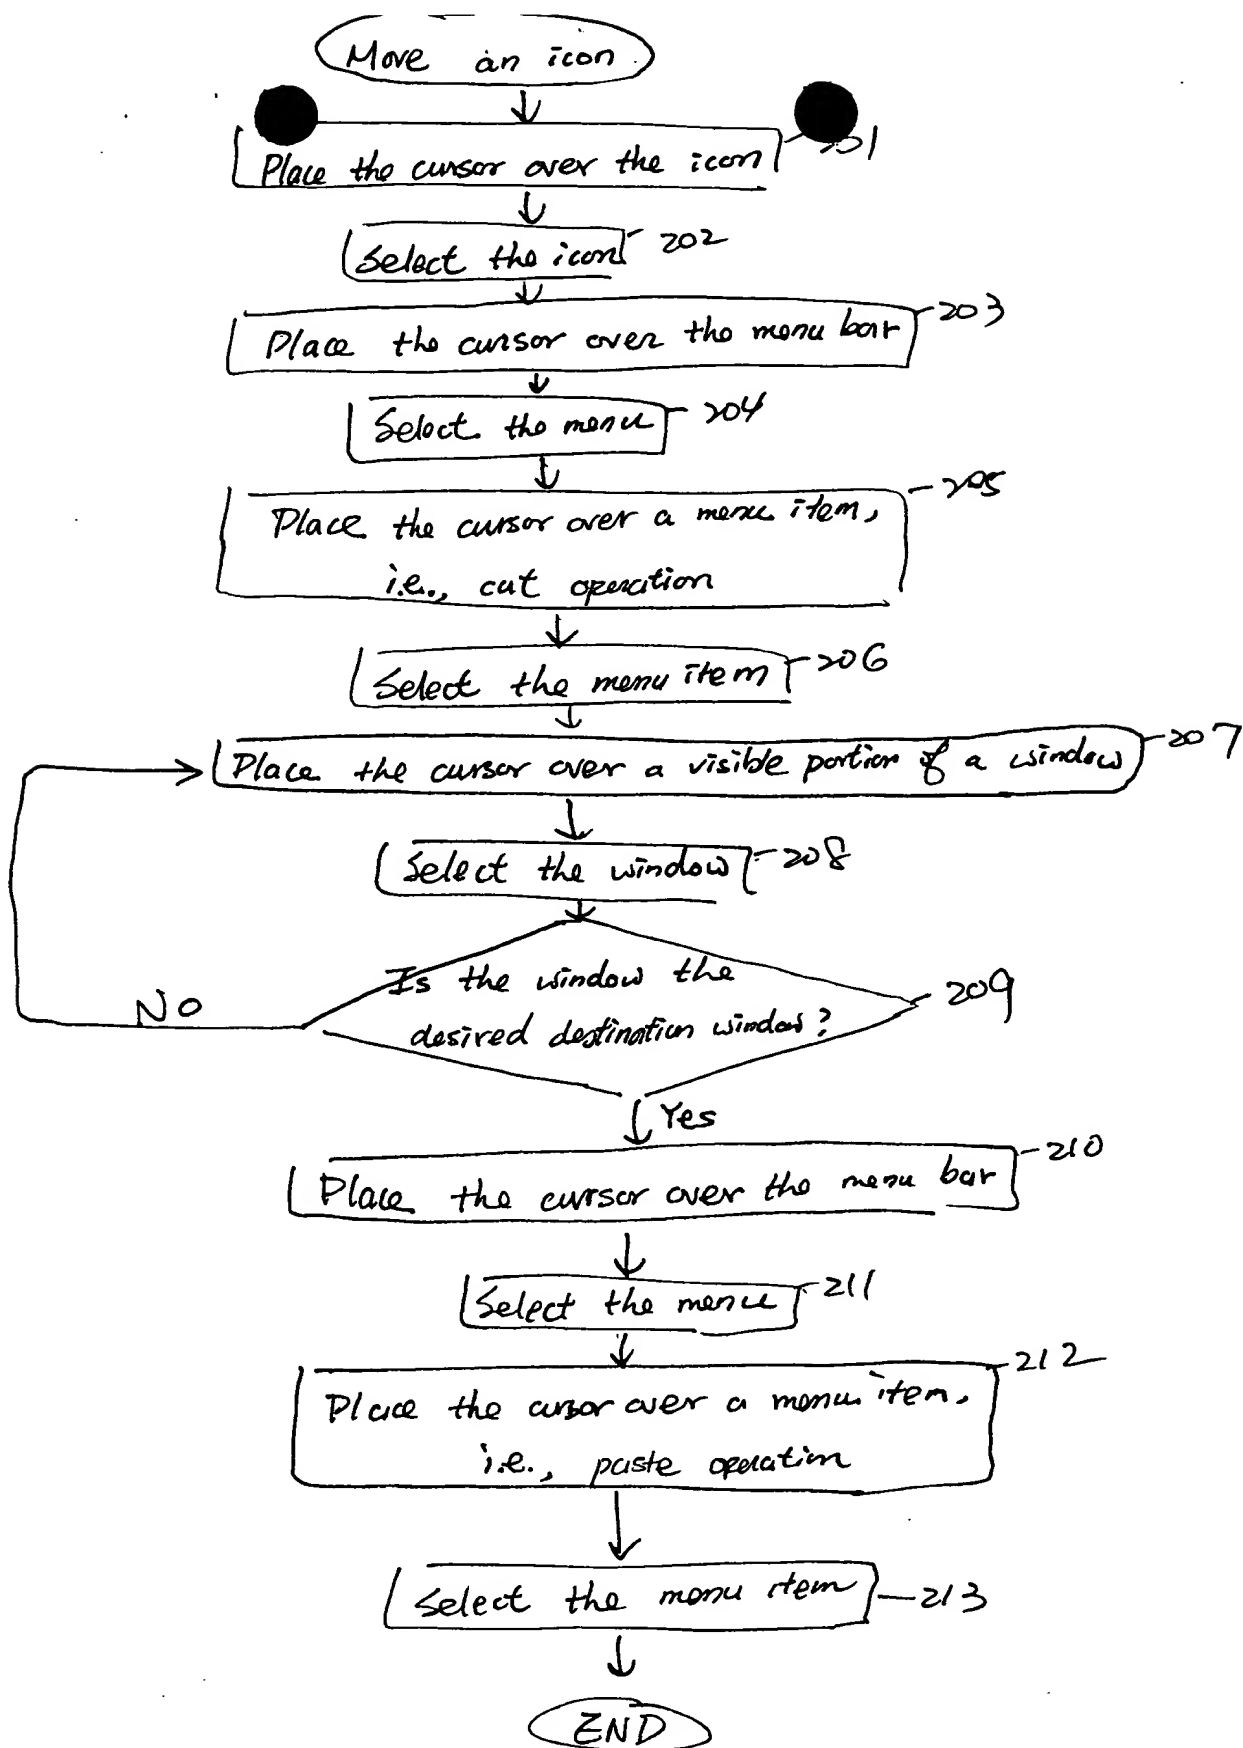 Move an icon
Place the cursor over the icon 201
Select the icon 202
Place the cursor over the menu bar 203
Select the menu 204
Place the cursor over a menu item, 205
i.e., cut operation
Select the menu item 206
Place the cursor over a visible portion of a window 207
Select the window 208
Is the window the
desired destination window? 209
No
Yes
Place the cursor over the menu bar 210
Select the menu 211
Place the cursor over a menu item, 212
i.e., paste operation
Select the menu item 213
END